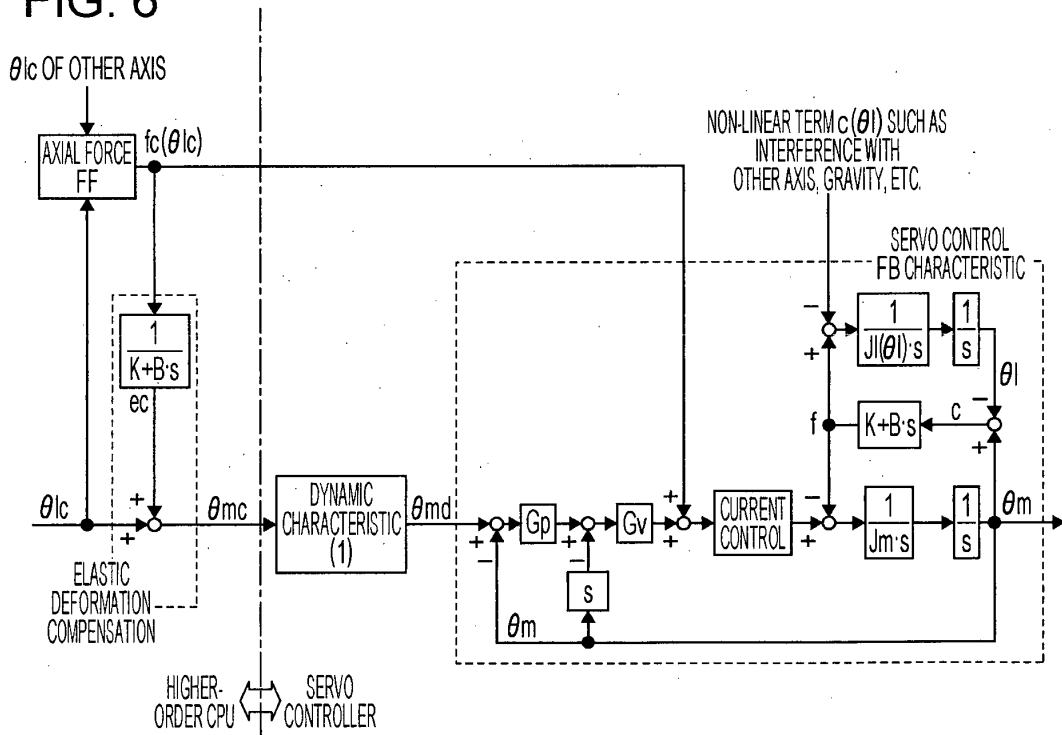 FIG. 6
θlc OF OTHER AXIS
AXIAL FORCE
FF
fc(θlc)
NON-LINEAR TERM c(θl) SUCH AS
INTERFERENCE WITH
OTHER AXIS, GRAVITY, ETC.
SERVO CONTROL
FB CHARACTERISTIC
1
K+B·s
ec
−
+
1
Jl(θl)·s
1
s
θl
f
K+B·s
c
−
+
θlc
+
+
θmc
DYNAMIC
CHARACTERISTIC
(1)
θmd
+
−
Gp
+
−
Gv
+
+
CURRENT
CONTROL
−
+
1
Jm·s
1
s
θm
s
θm
ELASTIC
DEFORMATION
COMPENSATION
HIGHER-
ORDER CPU
SERVO
CONTROLLER